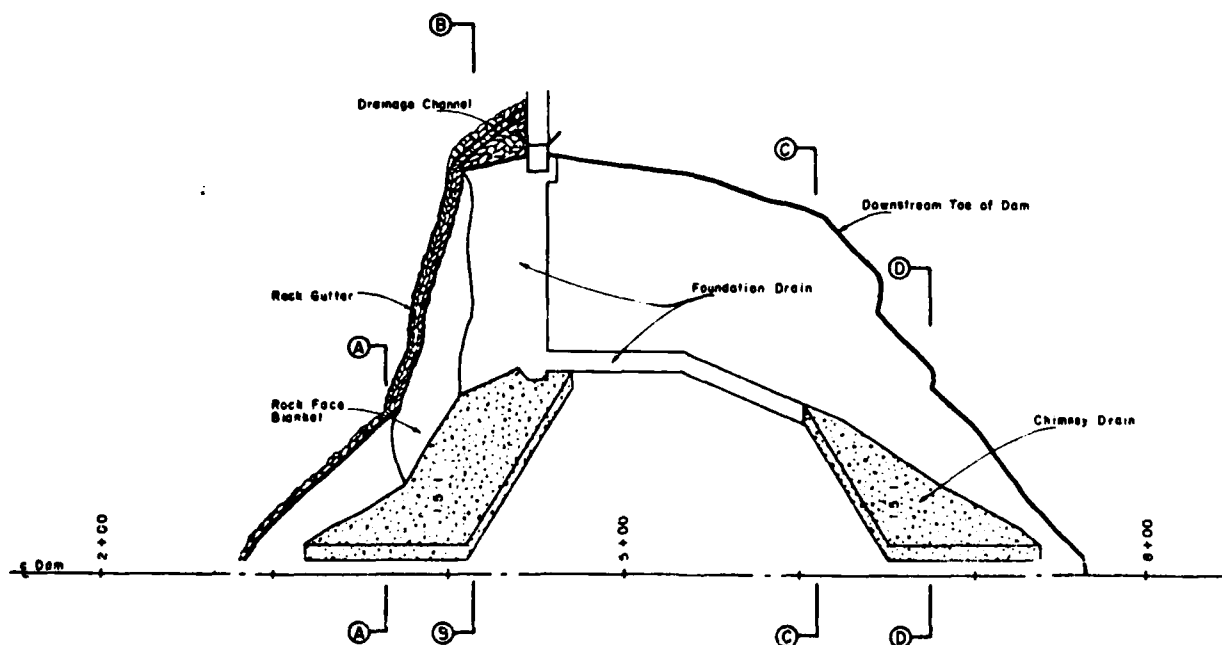 B
Drainage Channel
C
Downstream Toe of Dam
D
Rock Gutter
Foundation Drain
A
Rock Face
Blanket
Chimney Drain
1.5:1
1.5:1
2+00
5+00
8+00
℄ Dam
A
B
C
D